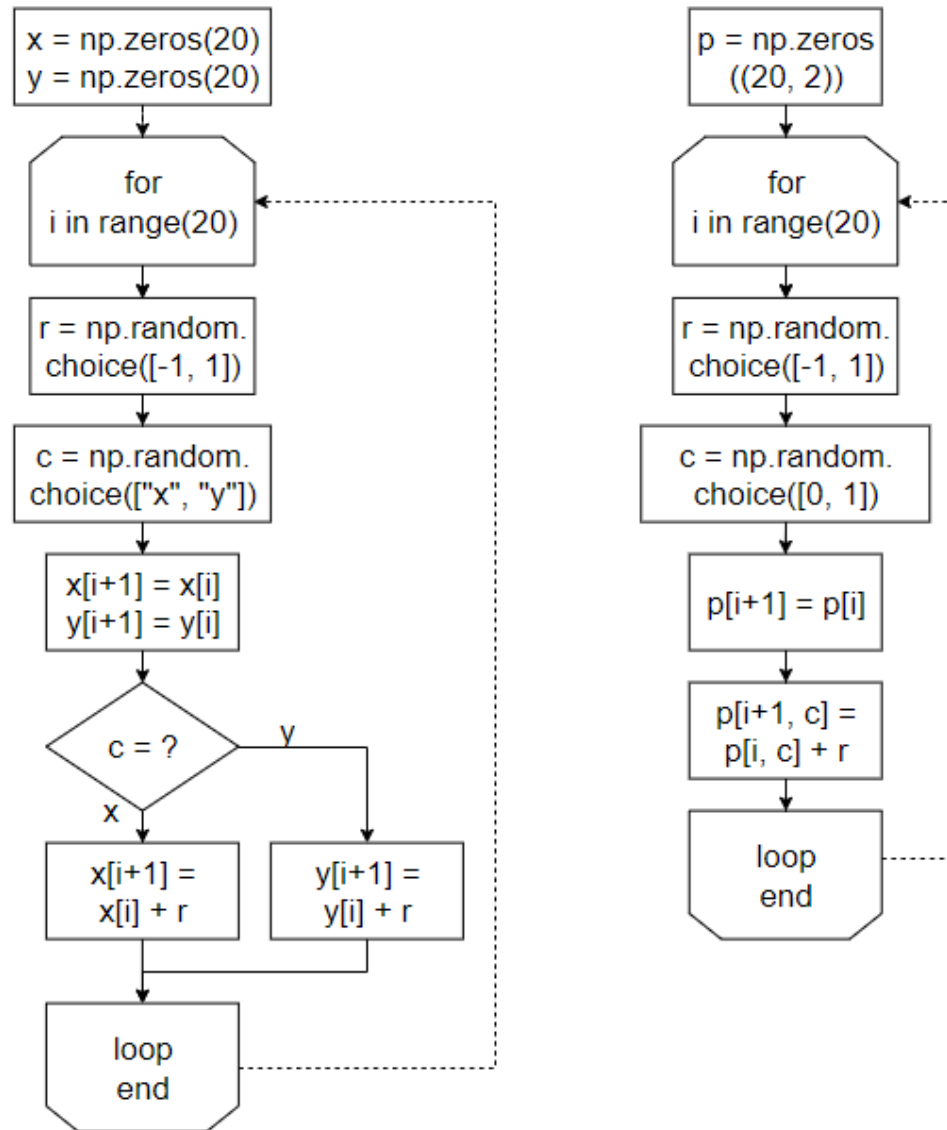 x = np.zeros(20)
y = np.zeros(20)
for
i in range(20)
r = np.random.
choice([-1, 1])
c = np.random.
choice(["x", "y"])
x[i+1] = x[i]
y[i+1] = y[i]
c = ?
y
x
x[i+1] =
x[i] + r
y[i+1] =
y[i] + r
loop
end
p = np.zeros
((20, 2))
for
i in range(20)
r = np.random.
choice([-1, 1])
c = np.random.
choice([0, 1])
p[i+1] = p[i]
p[i+1, c] =
p[i, c] + r
loop
end